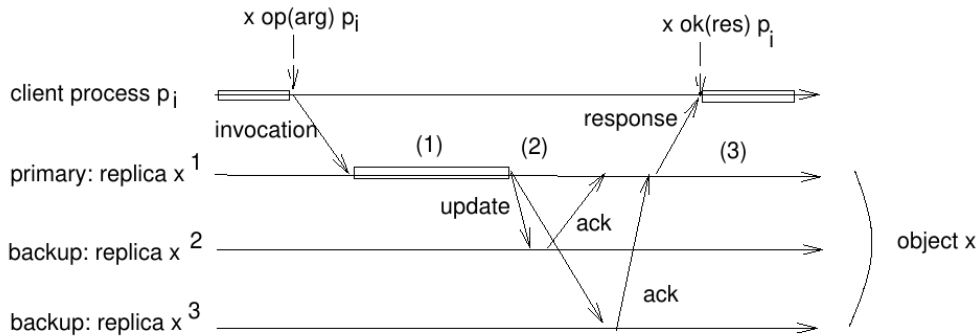 x op(arg) p i
x ok(res) p i
client process p i
invocation
response
(1)
(2)
(3)
primary: replica x 1
update
ack
backup: replica x 2
object x
ack
backup: replica x 3